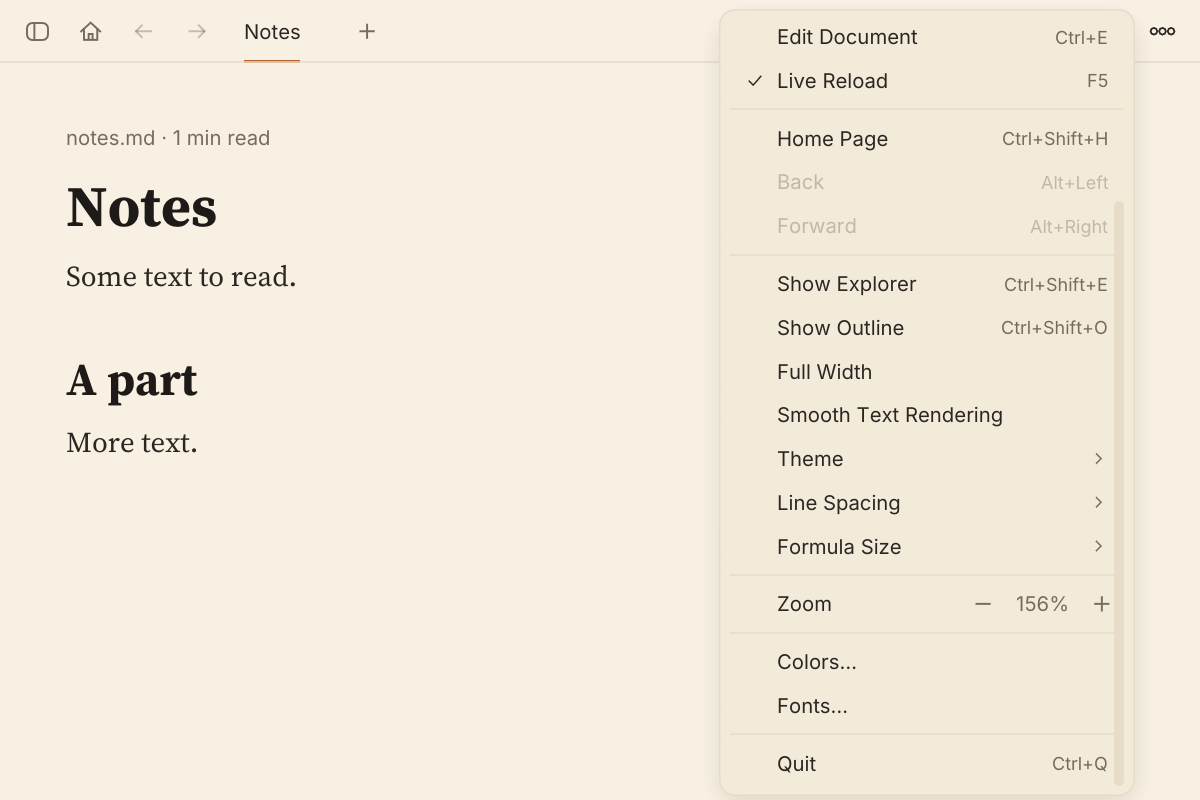 Notes
notes.md · 1 min read
Notes
Some text to read.
A part
More text.
Edit Document Ctrl+E
Live Reload F5
Home Page Ctrl+Shift+H
Back Alt+Left
Forward Alt+Right
Show Explorer Ctrl+Shift+E
Show Outline Ctrl+Shift+O
Full Width
Smooth Text Rendering
Theme
Line Spacing
Formula Size
Zoom − 156% +
Colors...
Fonts...
Quit Ctrl+Q